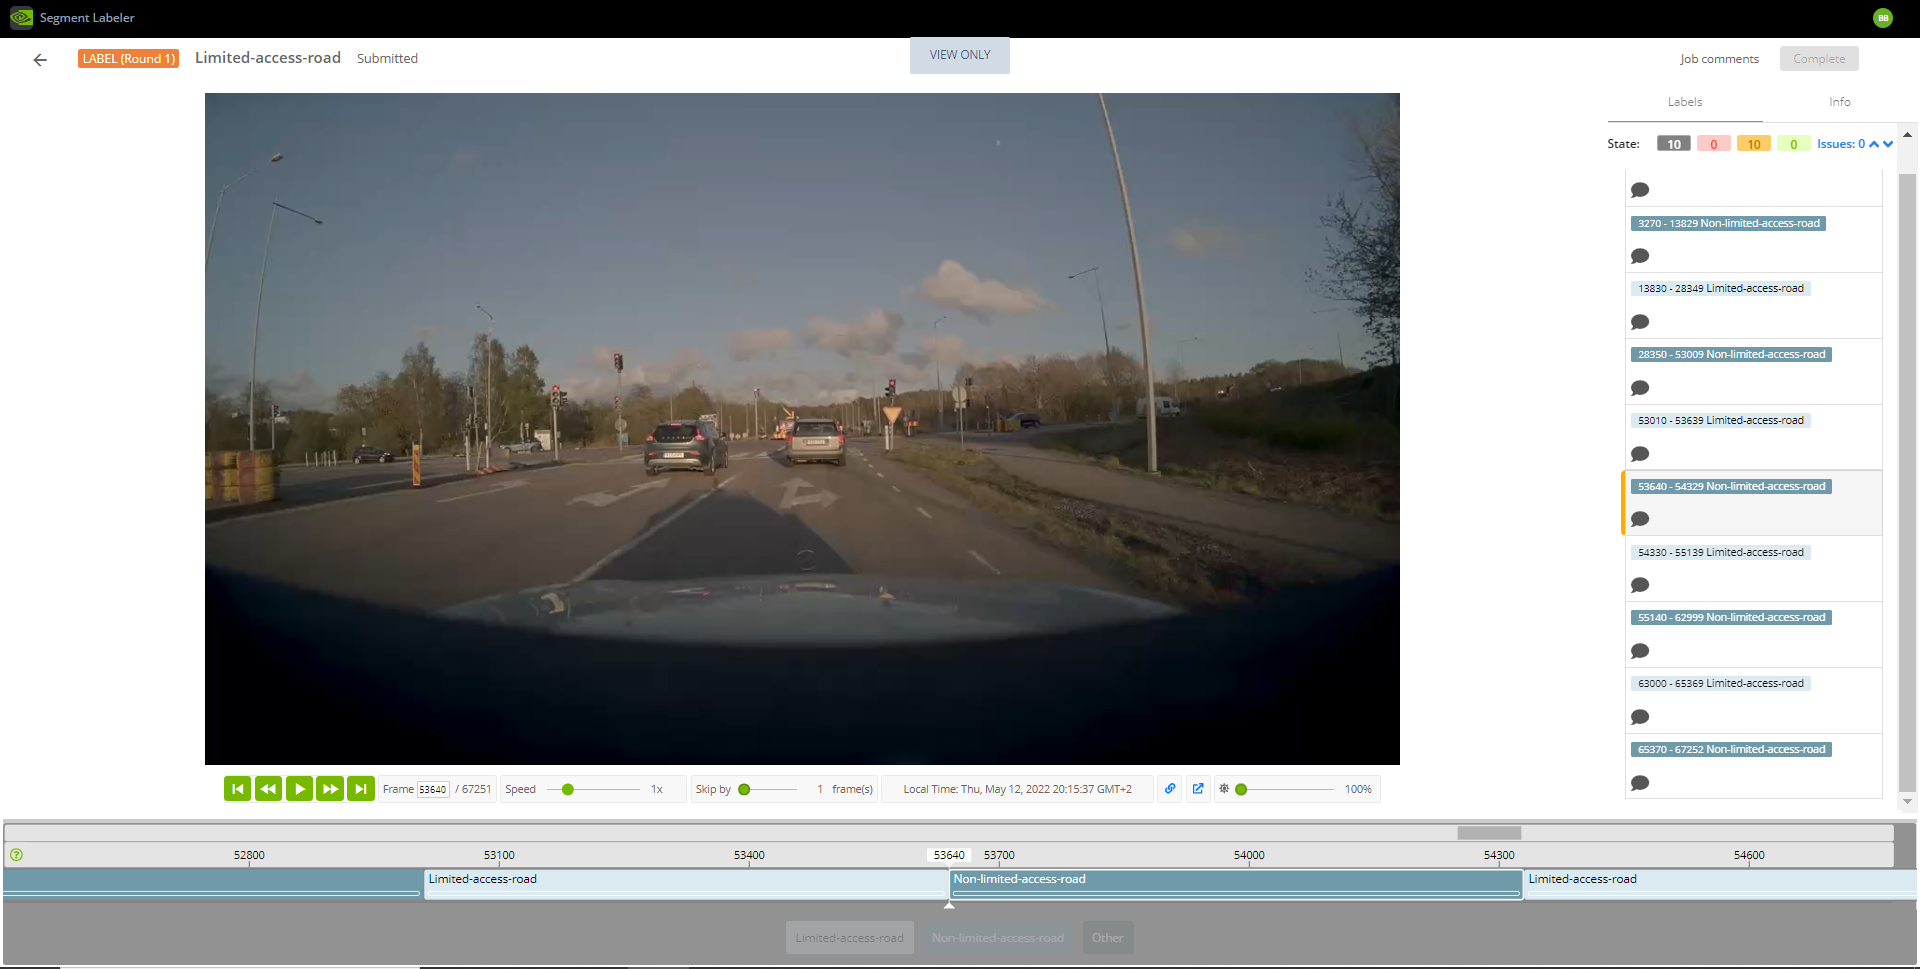 Segment Labeler
BB
LABEL (Round 1)
Limited-access-road
Submitted
VIEW ONLY
Job comments
Complete
Labels
Info
State:
10
0
10
0
Issues: 0
3270 - 13829 Non-limited-access-road
13830 - 28349 Limited-access-road
28350 - 53009 Non-limited-access-road
53010 - 53639 Limited-access-road
53640 - 54329 Non-limited-access-road
54330 - 55139 Limited-access-road
55140 - 62999 Non-limited-access-road
63000 - 65369 Limited-access-road
65370 - 67252 Non-limited-access-road
Frame 53640 / 67251
Speed 1x
Skip by 1 frame(s)
Local Time: Thu, May 12, 2022 20:15:37 GMT+2
100%
?
52800 53100 53400 53640 53700 54000 54300 54600
Limited-access-road
Non-limited-access-road
Limited-access-road
Limited-access-road
Non-limited-access-road
Other